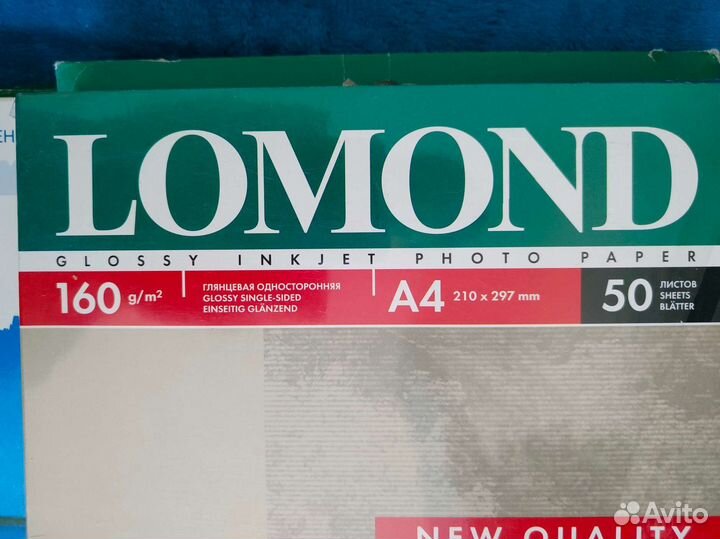 ЕН
LOMOND
GLOSSY INKJET PHOTO PAPER
160 g/m²
ГЛЯНЦЕВАЯ ОДНОСТОРОННЯЯ
GLOSSY SINGLE-SIDED
EINSEITIG GLÄNZEND
A4 210 x 297 mm
50
ЛИСТОВ
SHEETS
BLÄTTER
NEW QUALITY
Avito